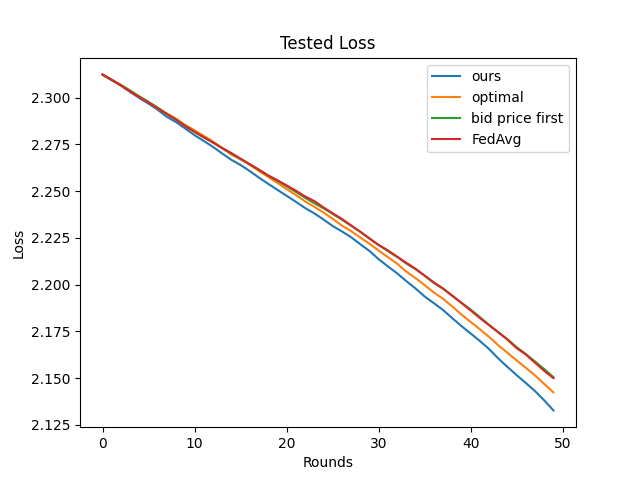 Tested Loss
ours
optimal
bid price first
FedAvg
2.300
2.275
2.250
2.225
2.200
2.175
2.150
2.125
Loss
0
10
20
30
40
50
Rounds